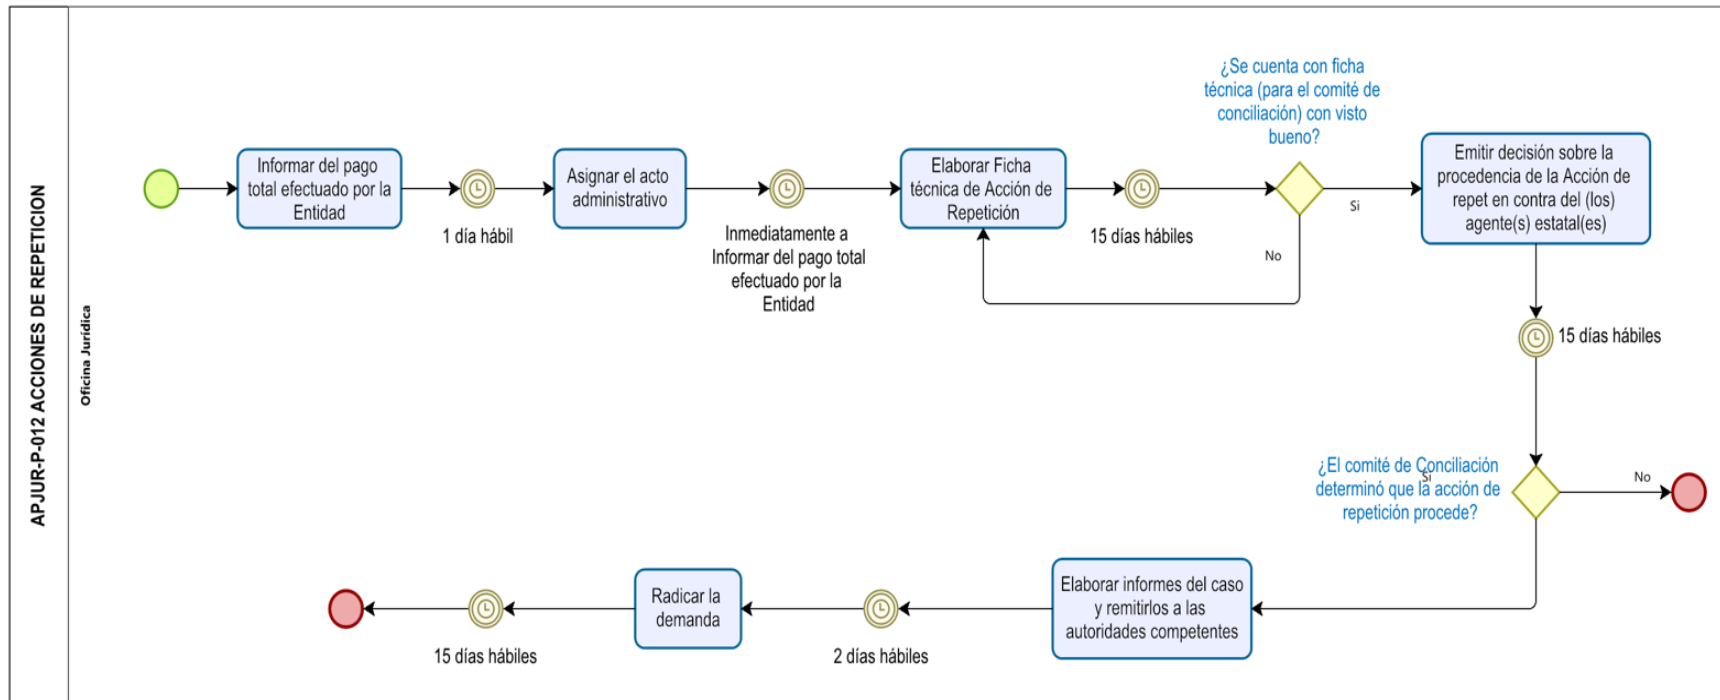 APJUR-P-012 ACCIONES DE REPETICION
Oficina Jurídica
Informar del pago
total efectuado por la
Entidad
1 día hábil
Asignar el acto
administrativo
Inmediatamente a
Informar del pago total
efectuado por la
Entidad
Elaborar Ficha
técnica de Acción de
Repetición
15 días hábiles
¿Se cuenta con ficha
técnica (para el comité de
conciliación) con visto
bueno?
Si
No
Emitir decisión sobre la
procedencia de la Acción de
repet en contra del (los)
agente(s) estatal(es)
15 días hábiles
¿El comité de Conciliación
determinó que la acción de
repetición procede?
Si
No
Elaborar informes del caso
y remitirlos a las
autoridades competentes
2 días hábiles
Radicar la
demanda
15 días hábiles